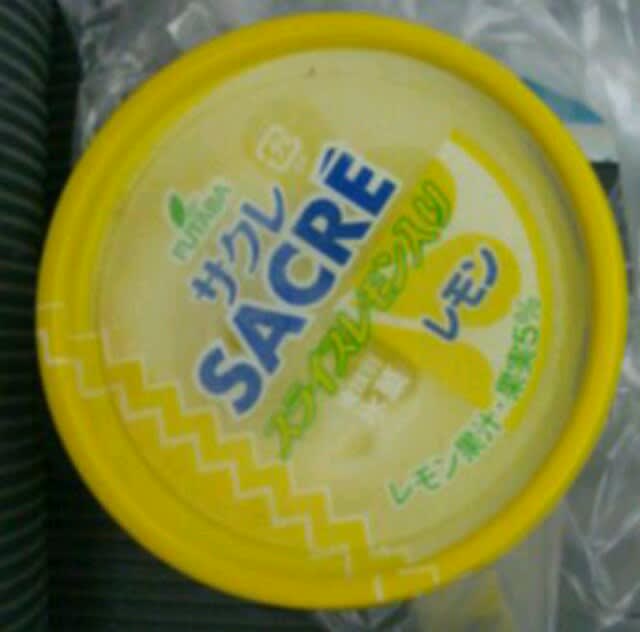 FUTABA
サクレ
SACRÉ
スライスレモン入り
レモン
レモン果汁・果実5%